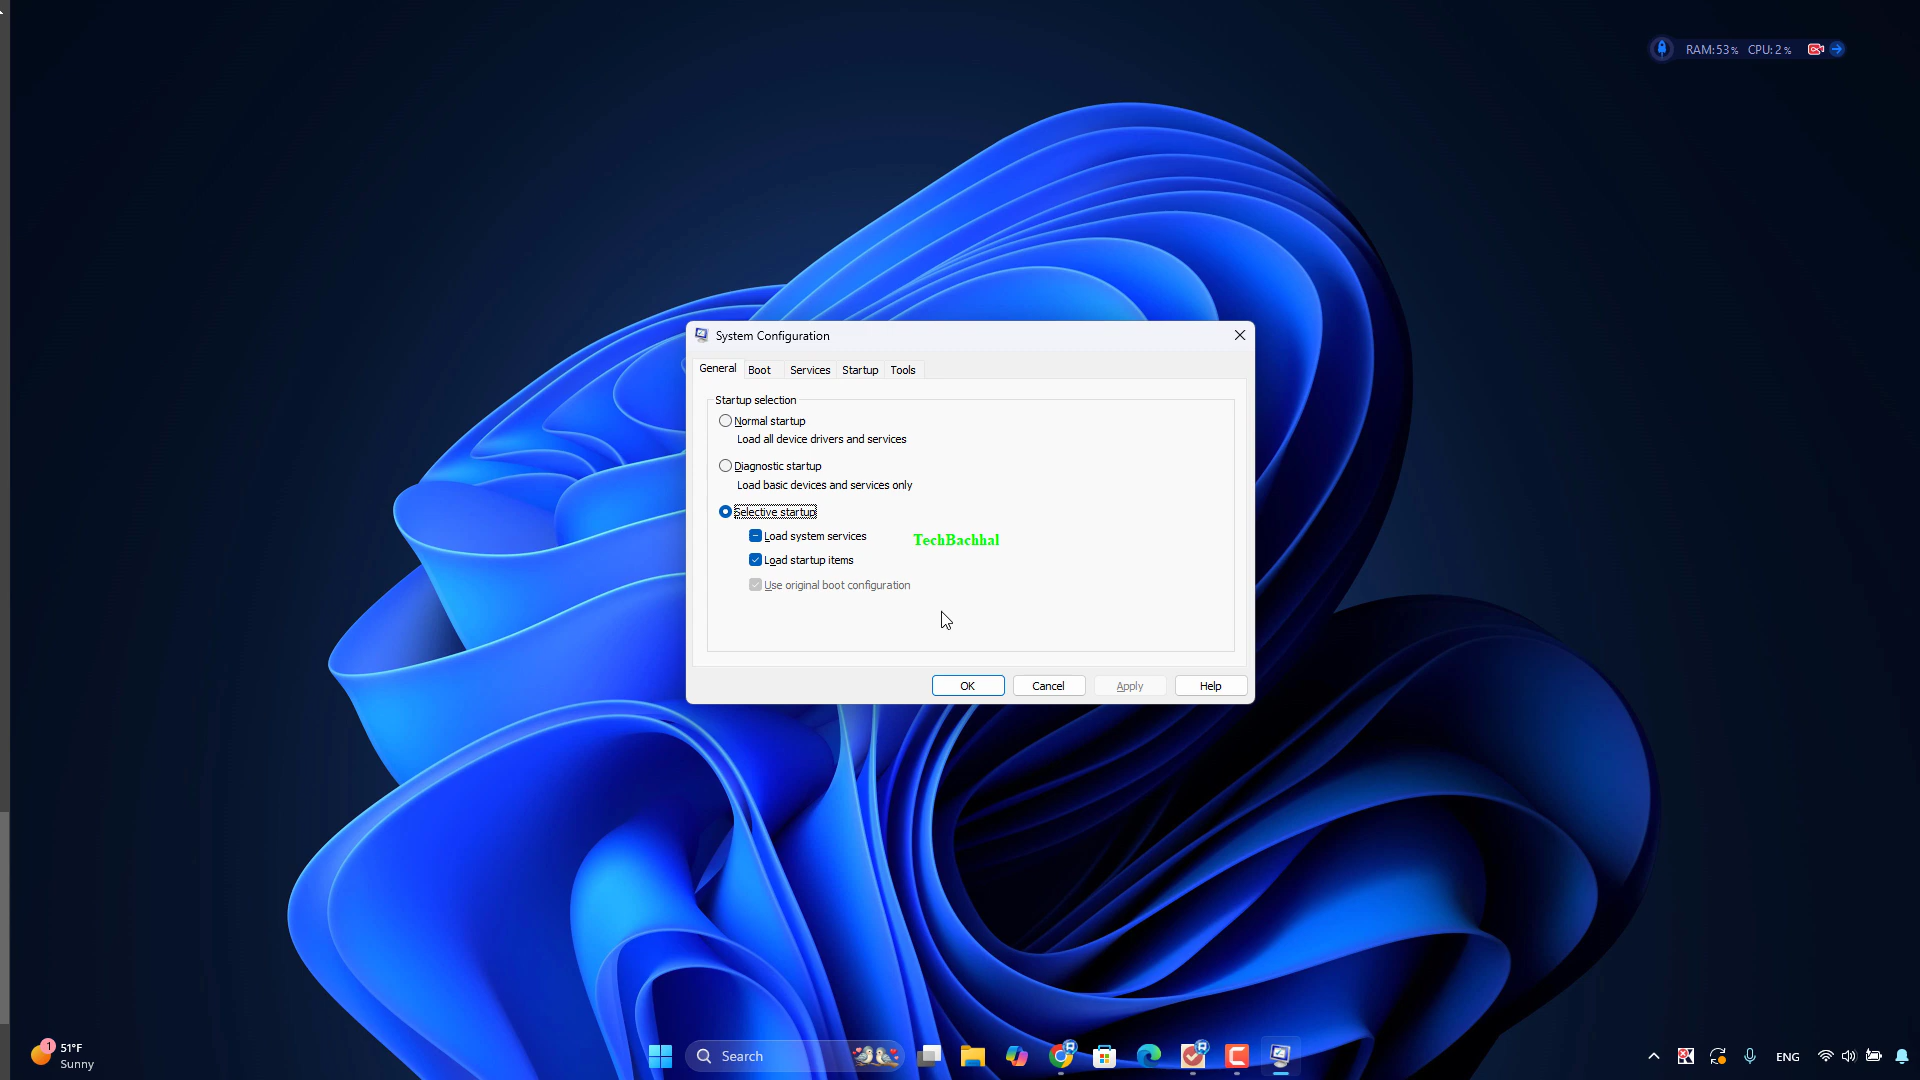 RAM:53% CPU:2%
System Configuration
General Boot Services Startup Tools
Startup selection
Normal startup
Load all device drivers and services
Diagnostic startup
Load basic devices and services only
Selective startup
Load system services
TechBachhal
Load startup items
Use original boot configuration
OK Cancel Apply Help
1
51°F
Sunny
Search
ENG